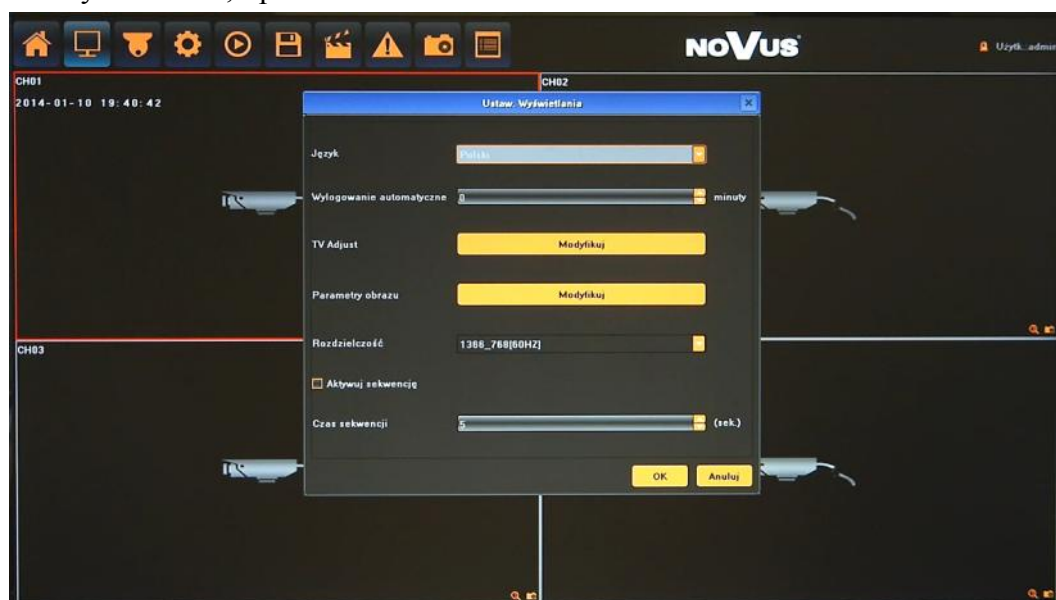 NOVUS
Użytk..admin
CH01
CH02
2014-01-10 19:40:42
Ustaw. Wyświetlania
Język
Polski
Wylogowanie automatyczne 0 minuty
TV Adjust Modyfikuj
Parametry obrazu Modyfikuj
Rozdzielczość 1366_768[60HZ]
CH03
Aktywuj sekwencję
Czas sekwencji 5 (sek.)
OK Anuluj